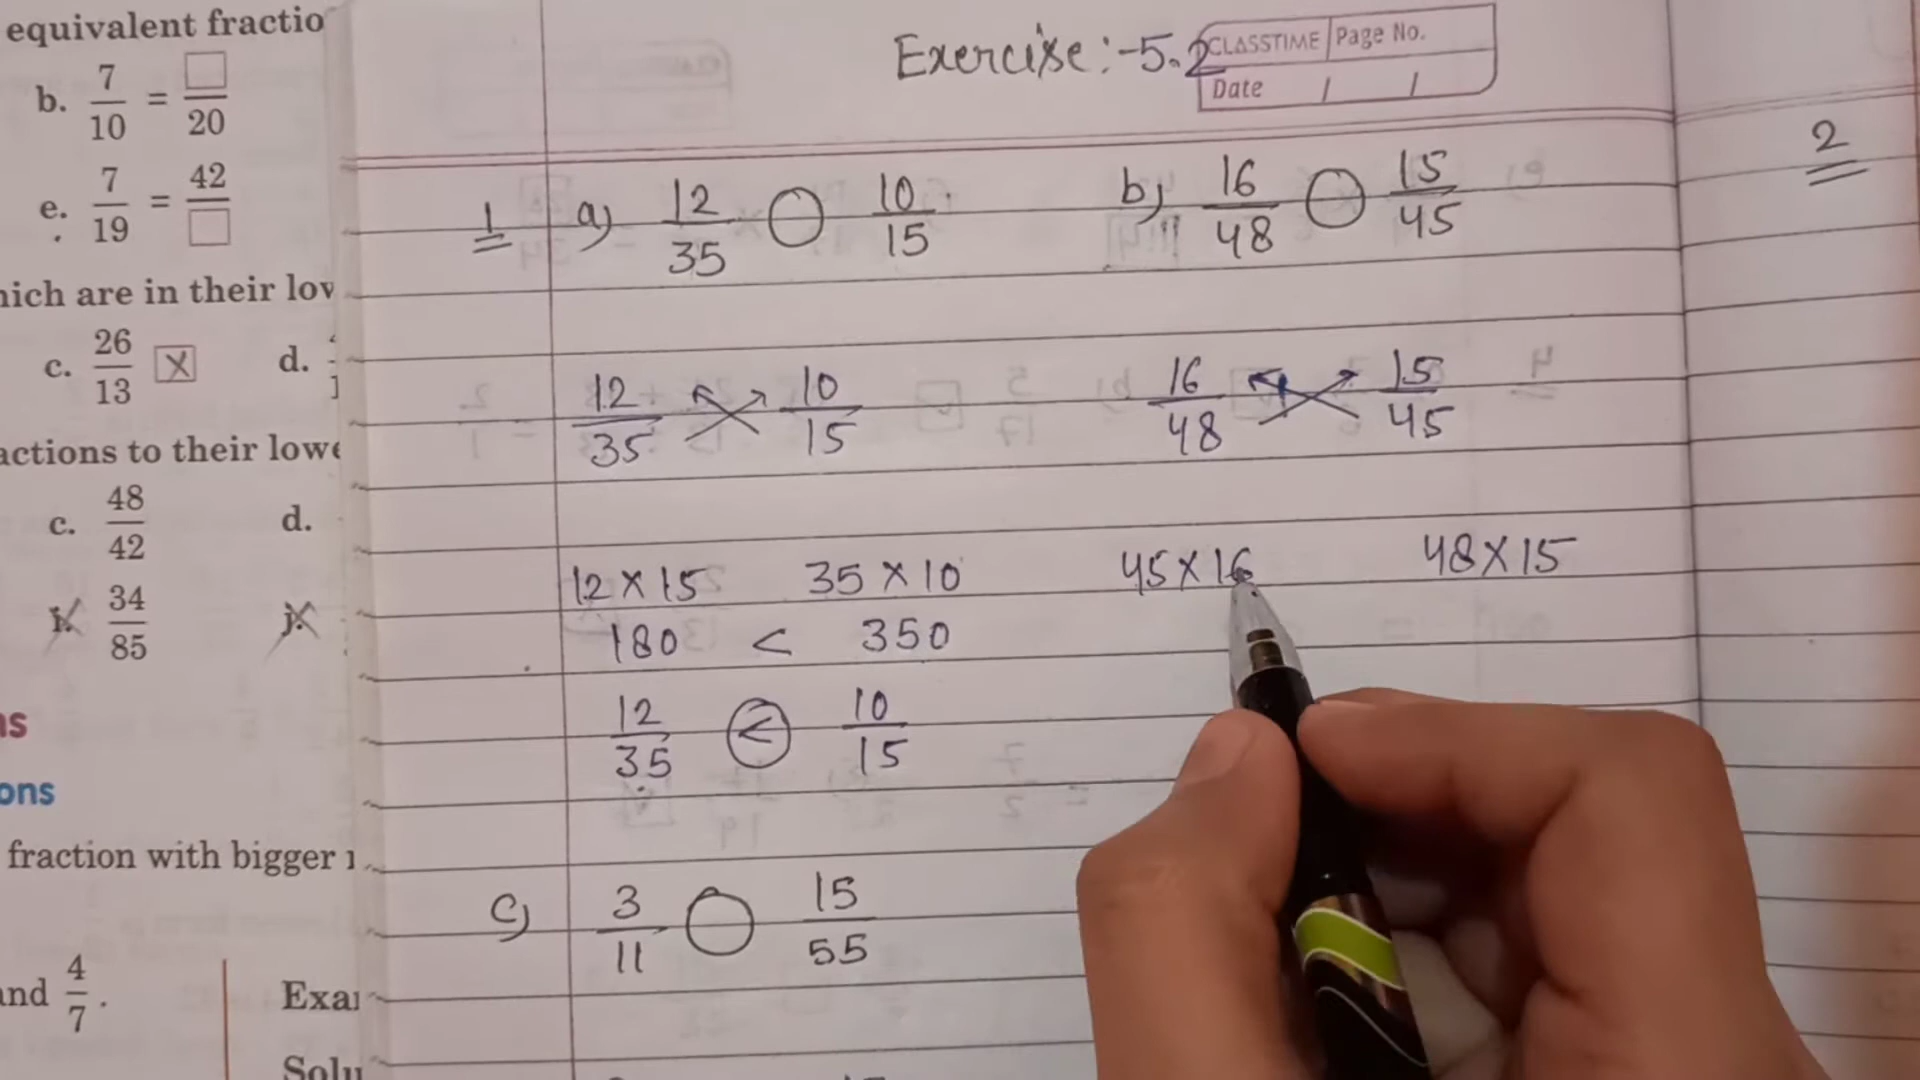 equivalent fractio
b. 7/10 = □/20
e. 7/19 = 42/□
hich are in their lov
c. 26/13 X d.
actions to their lowe
c. 48/42 d.
34/85
ns
ons
fraction with bigger
and 4/7 .
Exa
Solu
Exercise:-5.2
CLASSTIME Page No.
Date / /
1 a) 12/35 ○ 10/15 b) 16/48 ○ 15/45
2
12/35 10/15 16/48 15/45
12 × 15 35 × 10 45 × 16 48 × 15
180 < 350
12/35 < 10/15
c) 3/11 ○ 15/55